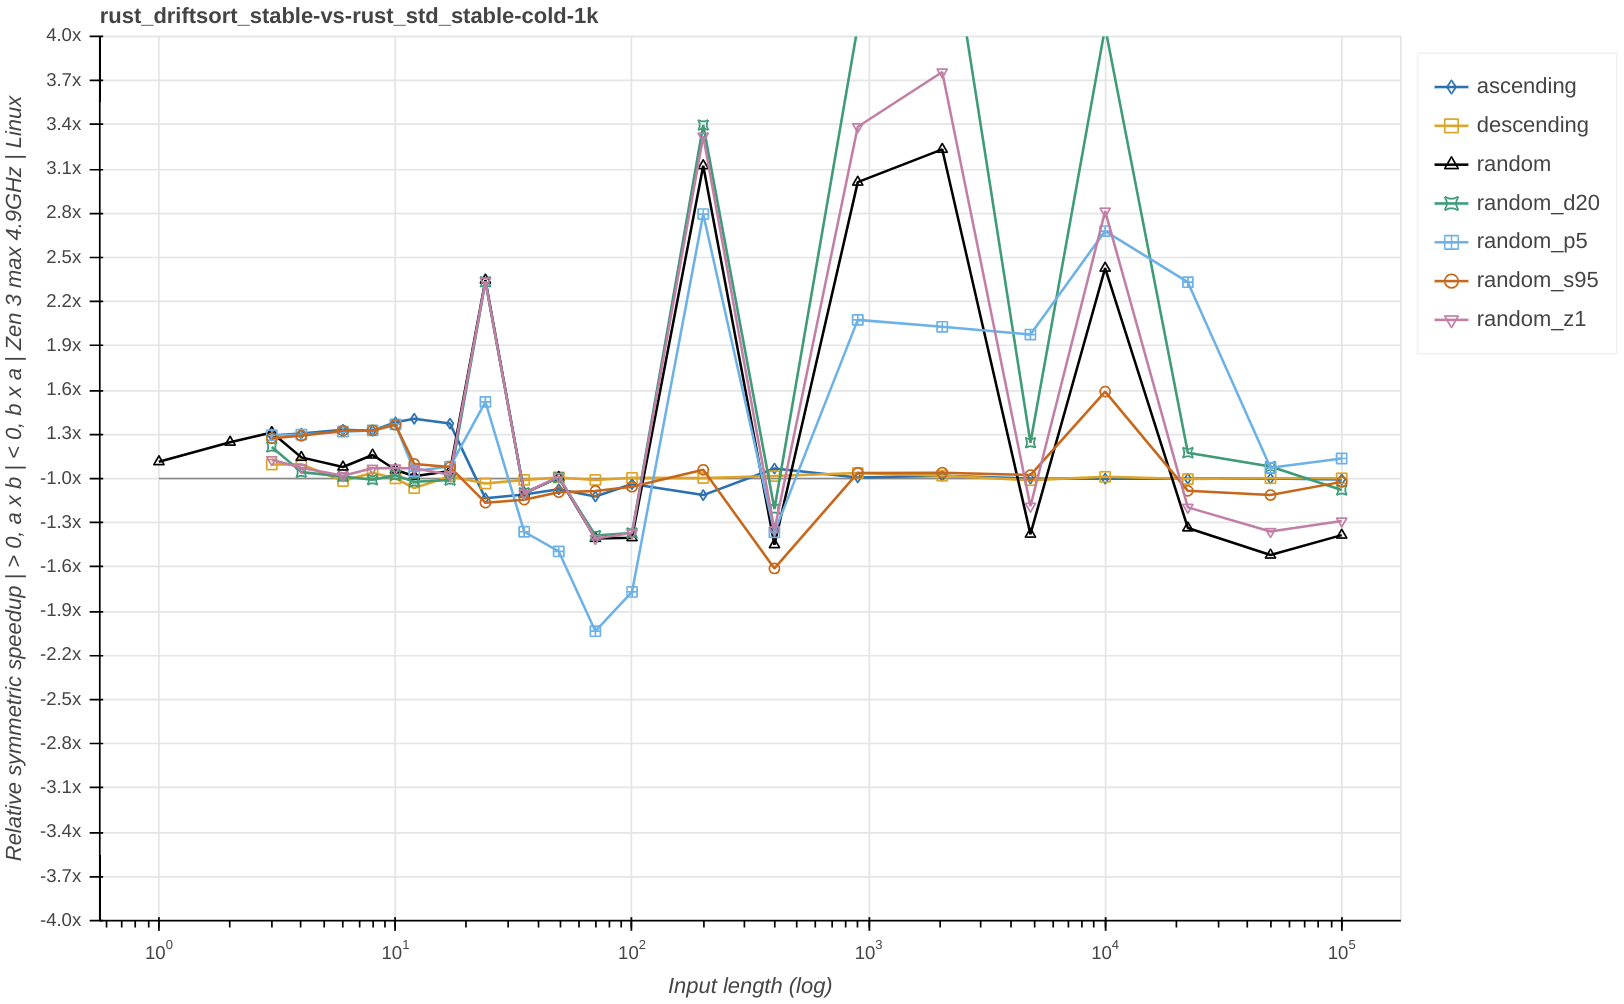 rust_driftsort_stable-vs-rust_std_stable-cold-1k
Relative symmetric speedup | > 0, a x b | < 0, b x a | Zen 3 max 4.9GHz | Linux
4.0x
3.7x
3.4x
3.1x
2.8x
2.5x
2.2x
1.9x
1.6x
1.3x
-1.0x
-1.3x
-1.6x
-1.9x
-2.2x
-2.5x
-2.8x
-3.1x
-3.4x
-3.7x
-4.0x
10⁰ 10¹ 10² 10³ 10⁴ 10⁵
Input length (log)
ascending
descending
random
random_d20
random_p5
random_s95
random_z1